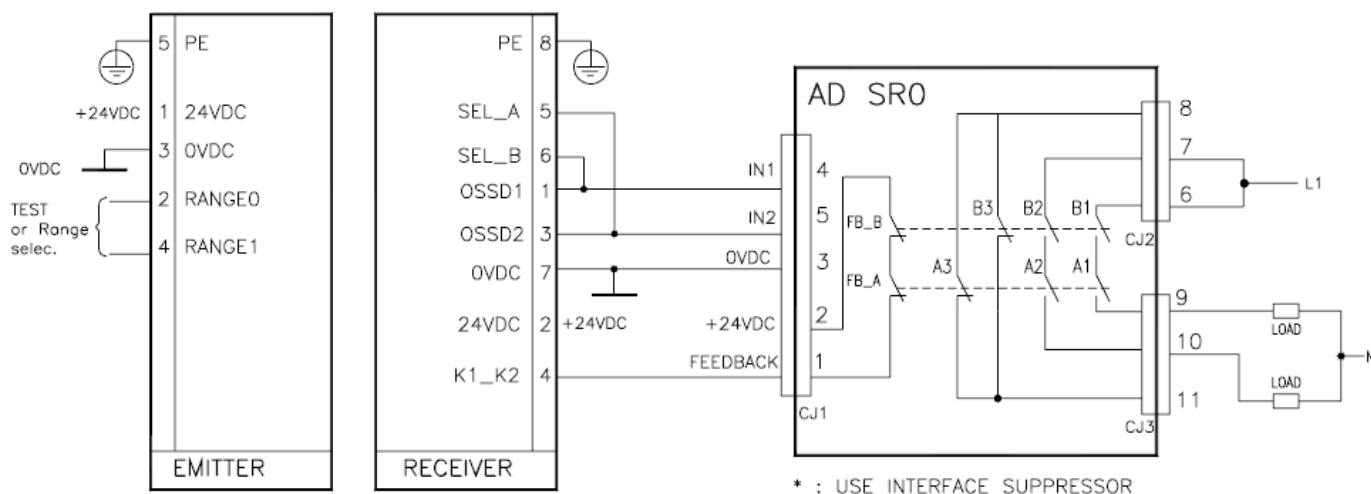 5 PE
+24VDC 1 24VDC
0VDC 3 0VDC
TEST
or Range
selec.
2 RANGE0
4 RANGE1
EMITTER
PE 8
SEL_A 5
SEL_B 6
OSSD1 1
OSSD2 3
0VDC 7
24VDC 2 +24VDC
K1_K2 4
RECEIVER
AD SR0
IN1 4
IN2 5
0VDC 3
+24VDC 2
FEEDBACK 1
CJ1
FB_B B3 B2 B1
FB_A A3 A2 A1
8
7
6
CJ2
L1
9
10
11
CJ3
LOAD
LOAD
N
* : USE INTERFACE SUPPRESSOR